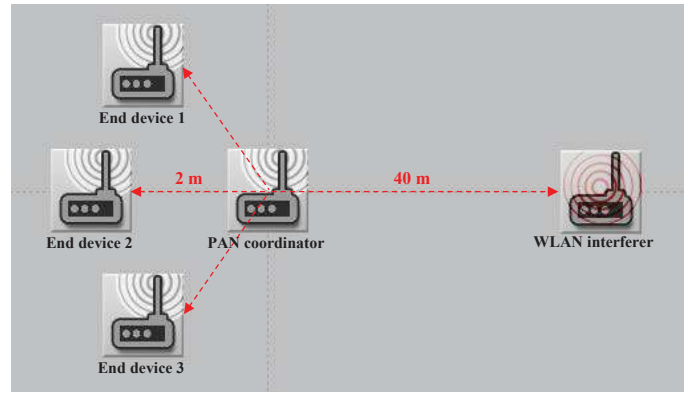 End device 1
2 m
40 m
End device 2
PAN coordinator
WLAN interferer
End device 3